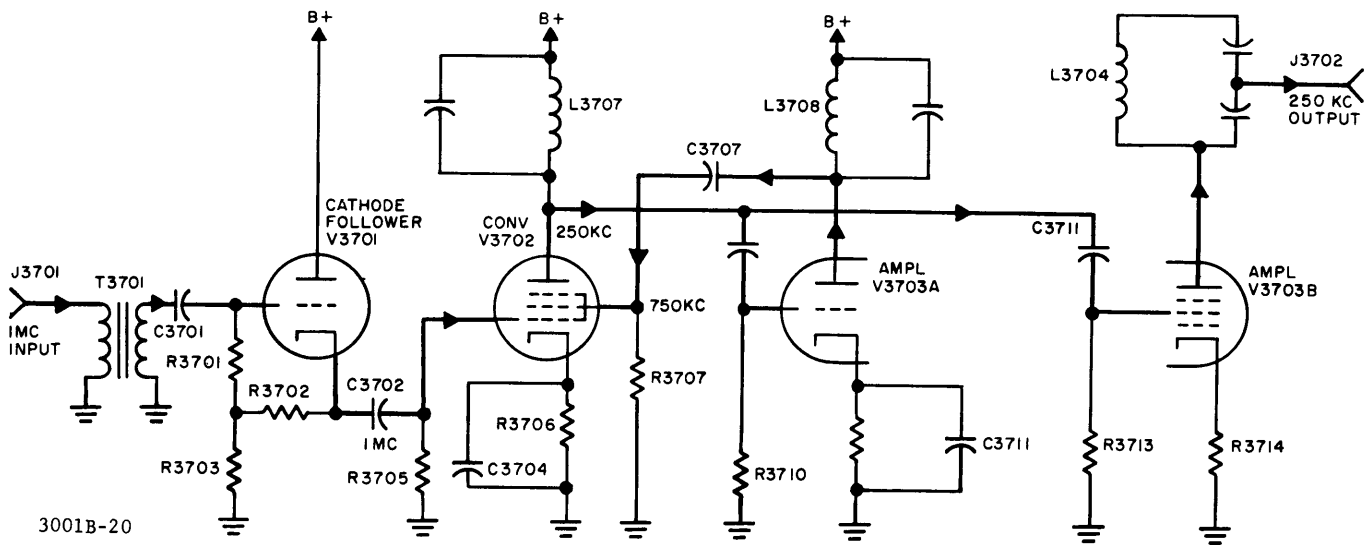 B+
B+
B+
L3707
L3708
L3704
J3702
250 KC
OUTPUT
C3707
CATHODE
FOLLOWER
V3701
CONV
V3702
250KC
C3711
AMPL
V3703A
AMPL
V3703B
J3701
T3701
1MC
INPUT
C3701
750KC
R3701
R3702
C3702
1MC
R3707
R3703
R3705
R3706
C3704
R3710
C3711
R3713
R3714
3001B-20